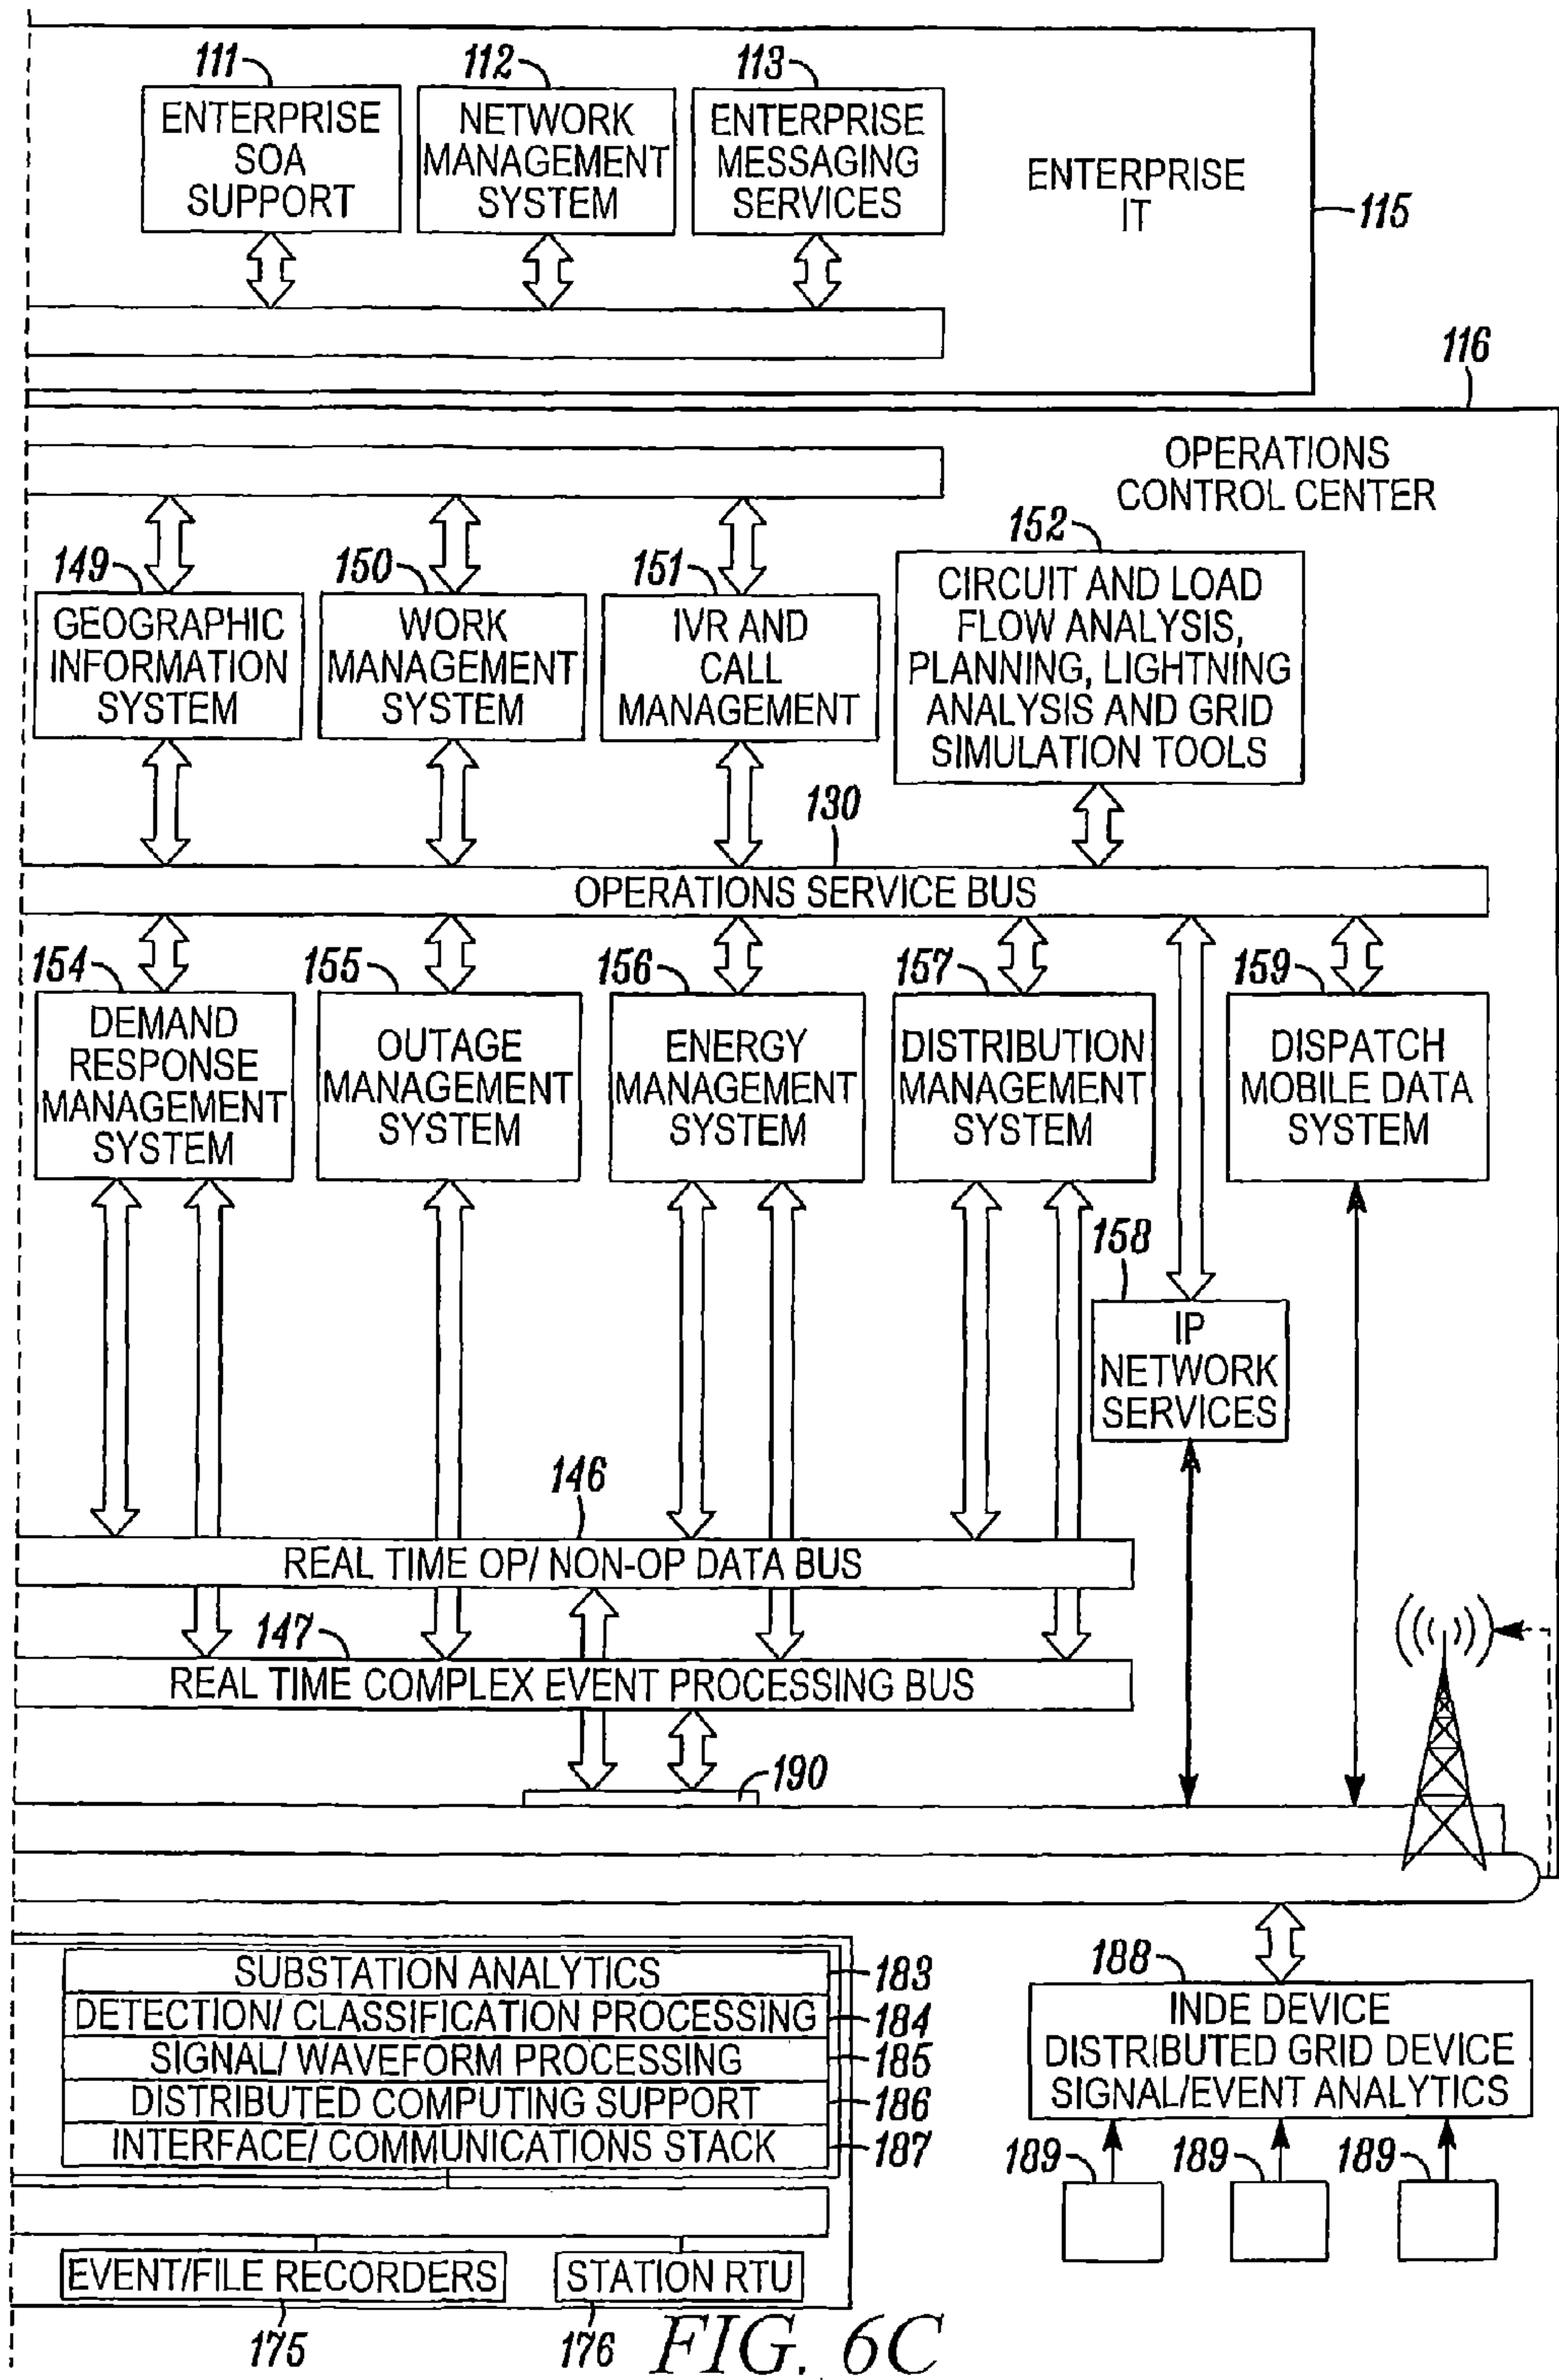 111
112
113
ENTERPRISE
SOA
SUPPORT
NETWORK
MANAGEMENT
SYSTEM
ENTERPRISE
MESSAGING
SERVICES
ENTERPRISE
IT
115
116
OPERATIONS
CONTROL CENTER
149
GEOGRAPHIC
INFORMATION
SYSTEM
150
WORK
MANAGEMENT
SYSTEM
151
IVR AND
CALL
MANAGEMENT
152
CIRCUIT AND LOAD
FLOW ANALYSIS,
PLANNING, LIGHTNING
ANALYSIS AND GRID
SIMULATION TOOLS
130
OPERATIONS SERVICE BUS
154
DEMAND
RESPONSE
MANAGEMENT
SYSTEM
155
OUTAGE
MANAGEMENT
SYSTEM
156
ENERGY
MANAGEMENT
SYSTEM
157
DISTRIBUTION
MANAGEMENT
SYSTEM
159
DISPATCH
MOBILE DATA
SYSTEM
158
IP
NETWORK
SERVICES
146
REAL TIME OP/ NON-OP DATA BUS
147
REAL TIME COMPLEX EVENT PROCESSING BUS
190
SUBSTATION ANALYTICS
183
DETECTION/ CLASSIFICATION PROCESSING
184
SIGNAL/ WAVEFORM PROCESSING
185
DISTRIBUTED COMPUTING SUPPORT
186
INTERFACE/ COMMUNICATIONS STACK
187
188
INDE DEVICE
DISTRIBUTED GRID DEVICE
SIGNAL/EVENT ANALYTICS
189
189
189
EVENT/FILE RECORDERS
STATION RTU
175
176
FIG. 6C